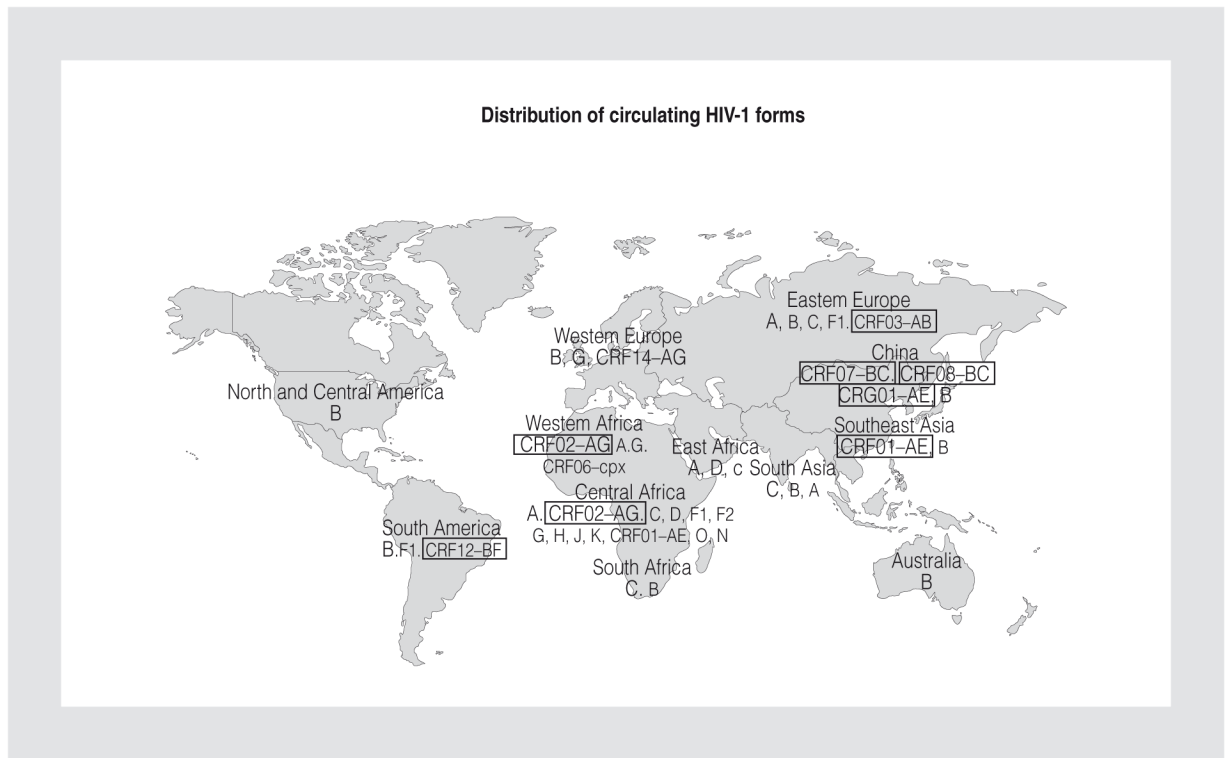 Distribution of circulating HIV-1 forms
Eastem Europe
A, B, C, F1. CRF03–AB
Westem Europe
B, G, CRF14–AG
China
CRF07–BC. CRF08–BC
CRG01–AE, B
North and Central America
B
Western Africa
CRF02–AG A.G.
CRF06–cpx
Southeast Asia
CRF01–AE, B
East Africa
A, D, c
South Asia
C, B, A
Central Africa
A. CRF02–AG. C, D, F1, F2
G, H, J, K, CRF01–AE, O, N
South America
B.F1. CRF12–BF
South Africa
C. B
Australia
B